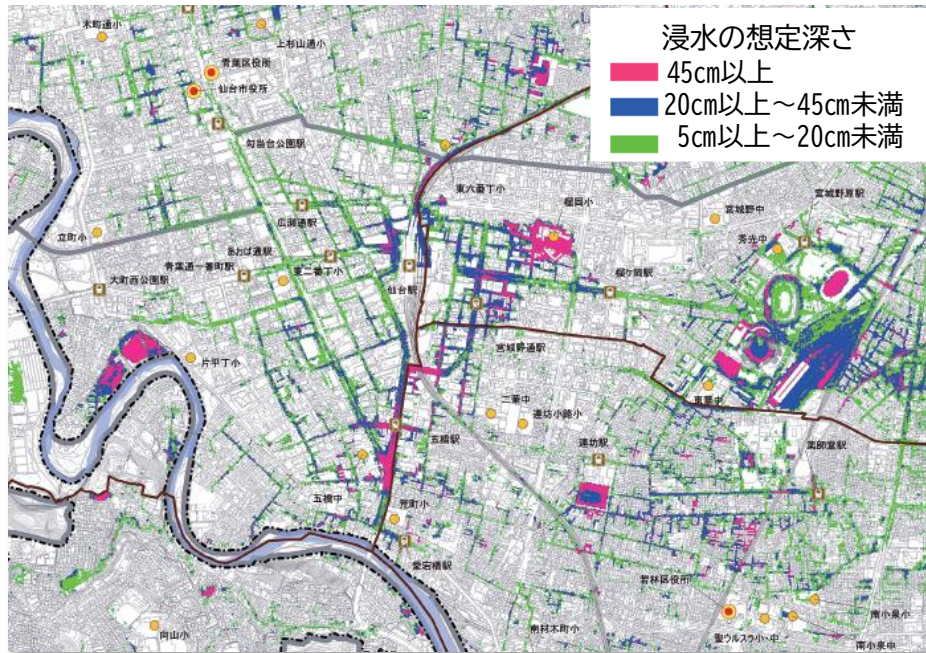 浸水の想定深さ
45cm以上
20cm以上～45cm未満
5cm以上～20cm未満
木町通小
上杉山通小
青葉区役所
仙台市役所
勾当台公園駅
東六番丁小
榴岡小
宮城野中
宮城野原駅
広瀬通駅
秀光中
立町小
あおば通駅
青葉通一番町駅
東二番丁小
大町西公園駅
仙台駅
榴ケ岡駅
宮城野通駅
片平丁小
東華中
二華中
連坊小路小
五橋駅
連坊駅
薬師堂駅
五橋中
荒町小
愛宕橋駅
若林区役所
向山小
南材木町小
聖ウルスラ小・中
南小泉小
南小泉中